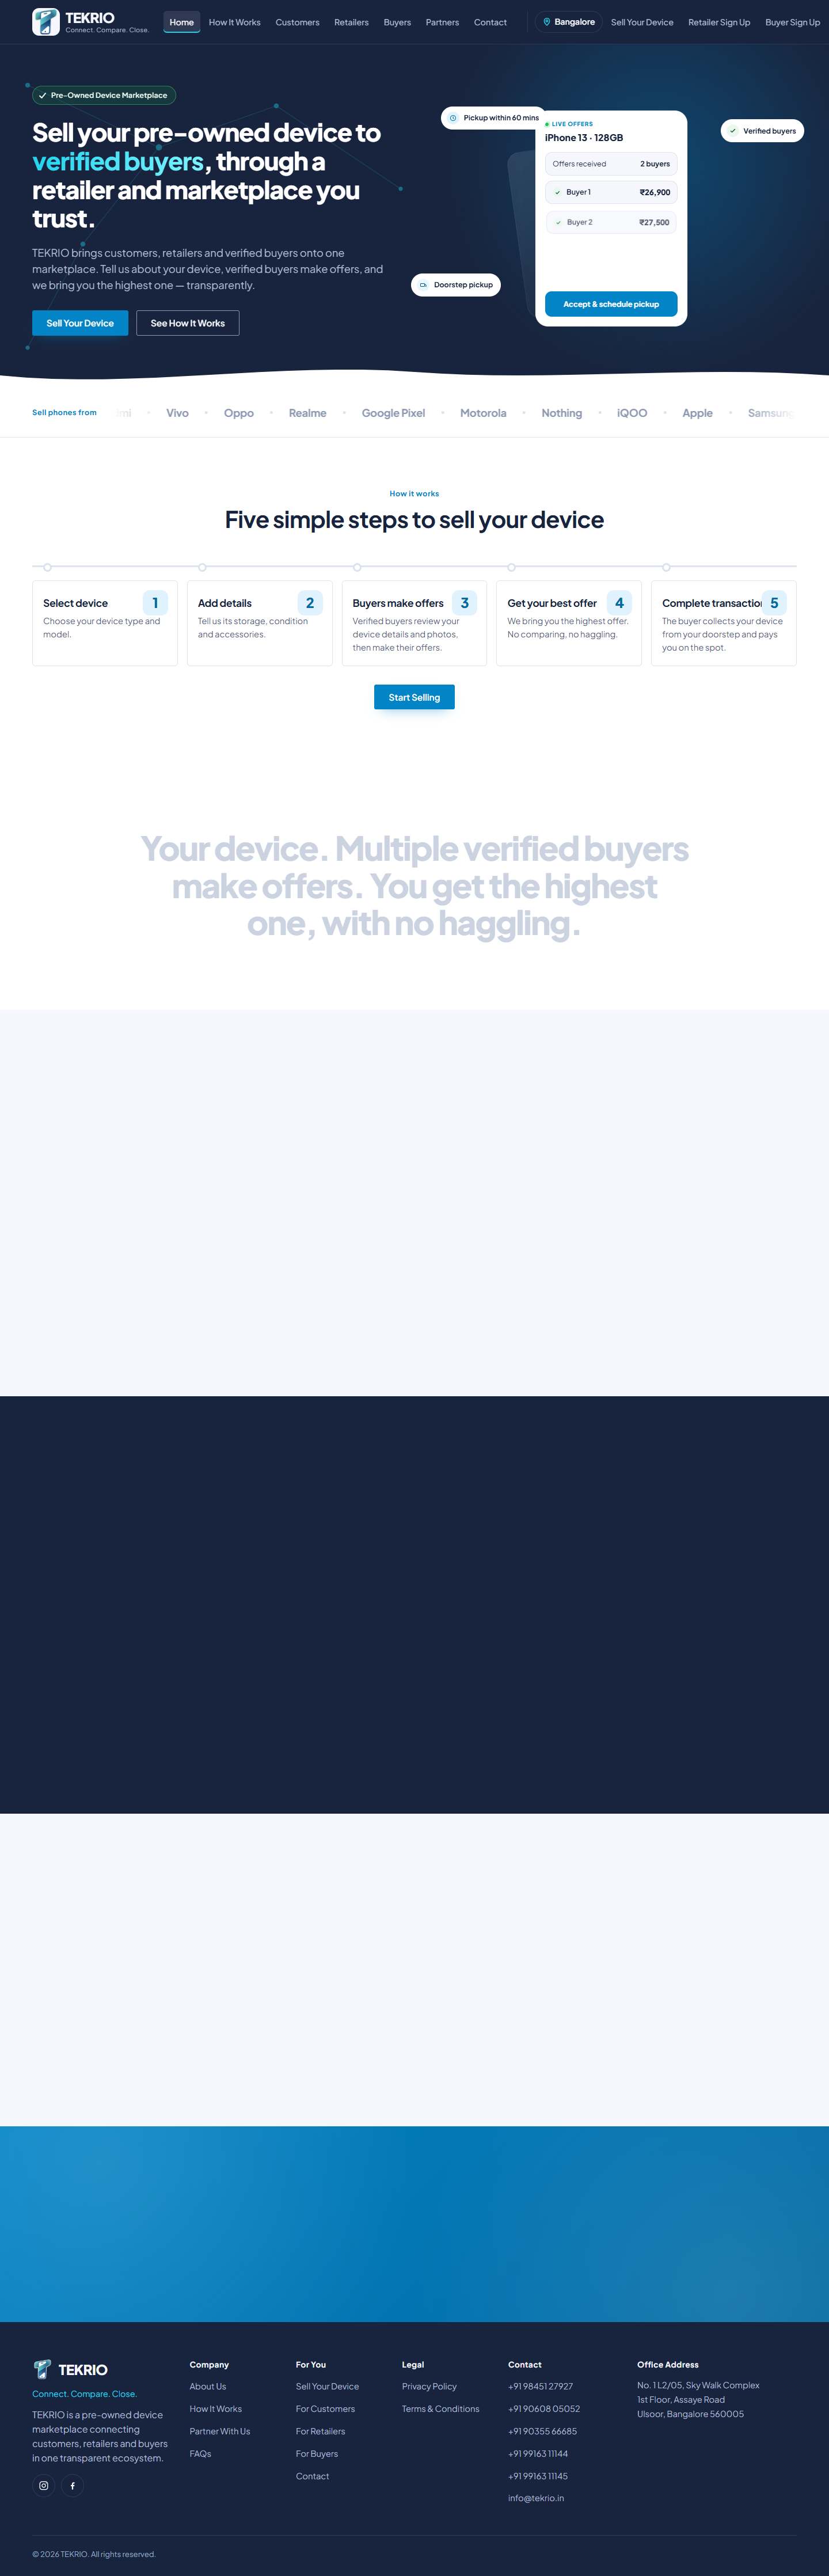 TEKRIO
Connect. Compare. Close.
Home
How It Works
Customers
Retailers
Buyers
Partners
Contact
Bangalore
Sell Your Device
Retailer Sign Up
Buyer Sign Up
Pre-Owned Device Marketplace
Sell your pre-owned device to
verified buyers, through a
retailer and marketplace you
trust.
TEKRIO brings customers, retailers and verified buyers onto one
marketplace. Tell us about your device, verified buyers make offers, and
we bring you the highest one — transparently.
Sell Your Device
See How It Works
Pickup within 60 mins
LIVE OFFERS
iPhone 13 · 128GB
Offers received
2 buyers
Buyer 1
₹26,900
Buyer 2
₹27,500
Accept & schedule pickup
Verified buyers
Doorstep pickup
Sell phones from
Vivo
Oppo
Realme
Google Pixel
Motorola
Nothing
iQOO
Apple
Samsung
How it works
Five simple steps to sell your device
Select device
1
Choose your device type and
model.
Add details
2
Tell us its storage, condition
and accessories.
Buyers make offers
3
Verified buyers review your
device details and photos,
then make their offers.
Get your best offer
4
We bring you the highest offer.
No comparing, no haggling.
Complete transaction
5
The buyer collects your device
from your doorstep and pays
you on the spot.
Start Selling
Your device. Multiple verified buyers
make offers. You get the highest
one, with no haggling.
TEKRIO
Connect. Compare. Close.
TEKRIO is a pre-owned device
marketplace connecting
customers, retailers and buyers
in one transparent ecosystem.
Company
About Us
How It Works
Partner With Us
FAQs
For You
Sell Your Device
For Customers
For Retailers
For Buyers
Contact
Legal
Privacy Policy
Terms & Conditions
Contact
+91 98451 27927
+91 90608 05052
+91 90355 66685
+91 99163 11144
+91 99163 11145
info@tekrio.in
Office Address
No. 1 L2/05, Sky Walk Complex
1st Floor, Assaye Road
Ulsoor, Bangalore 560005
© 2026 TEKRIO. All rights reserved.